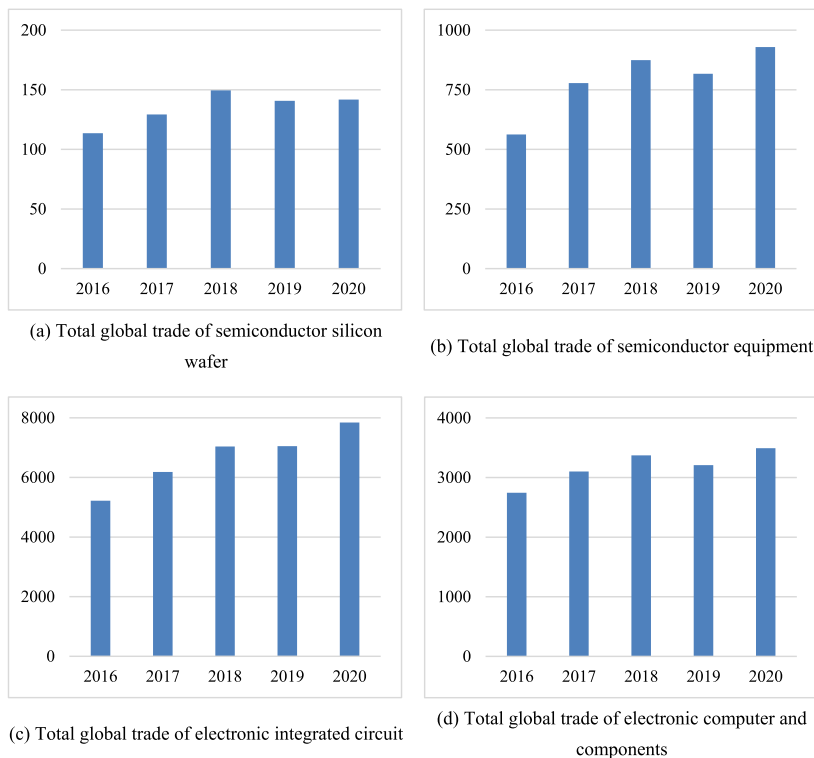 200
150
100
50
0
2016 2017 2018 2019 2020
(a) Total global trade of semiconductor silicon
wafer
1000
750
500
250
0
2016 2017 2018 2019 2020
(b) Total global trade of semiconductor equipment
8000
6000
4000
2000
0
2016 2017 2018 2019 2020
(c) Total global trade of electronic integrated circuit
4000
3000
2000
1000
0
2016 2017 2018 2019 2020
(d) Total global trade of electronic computer and
components